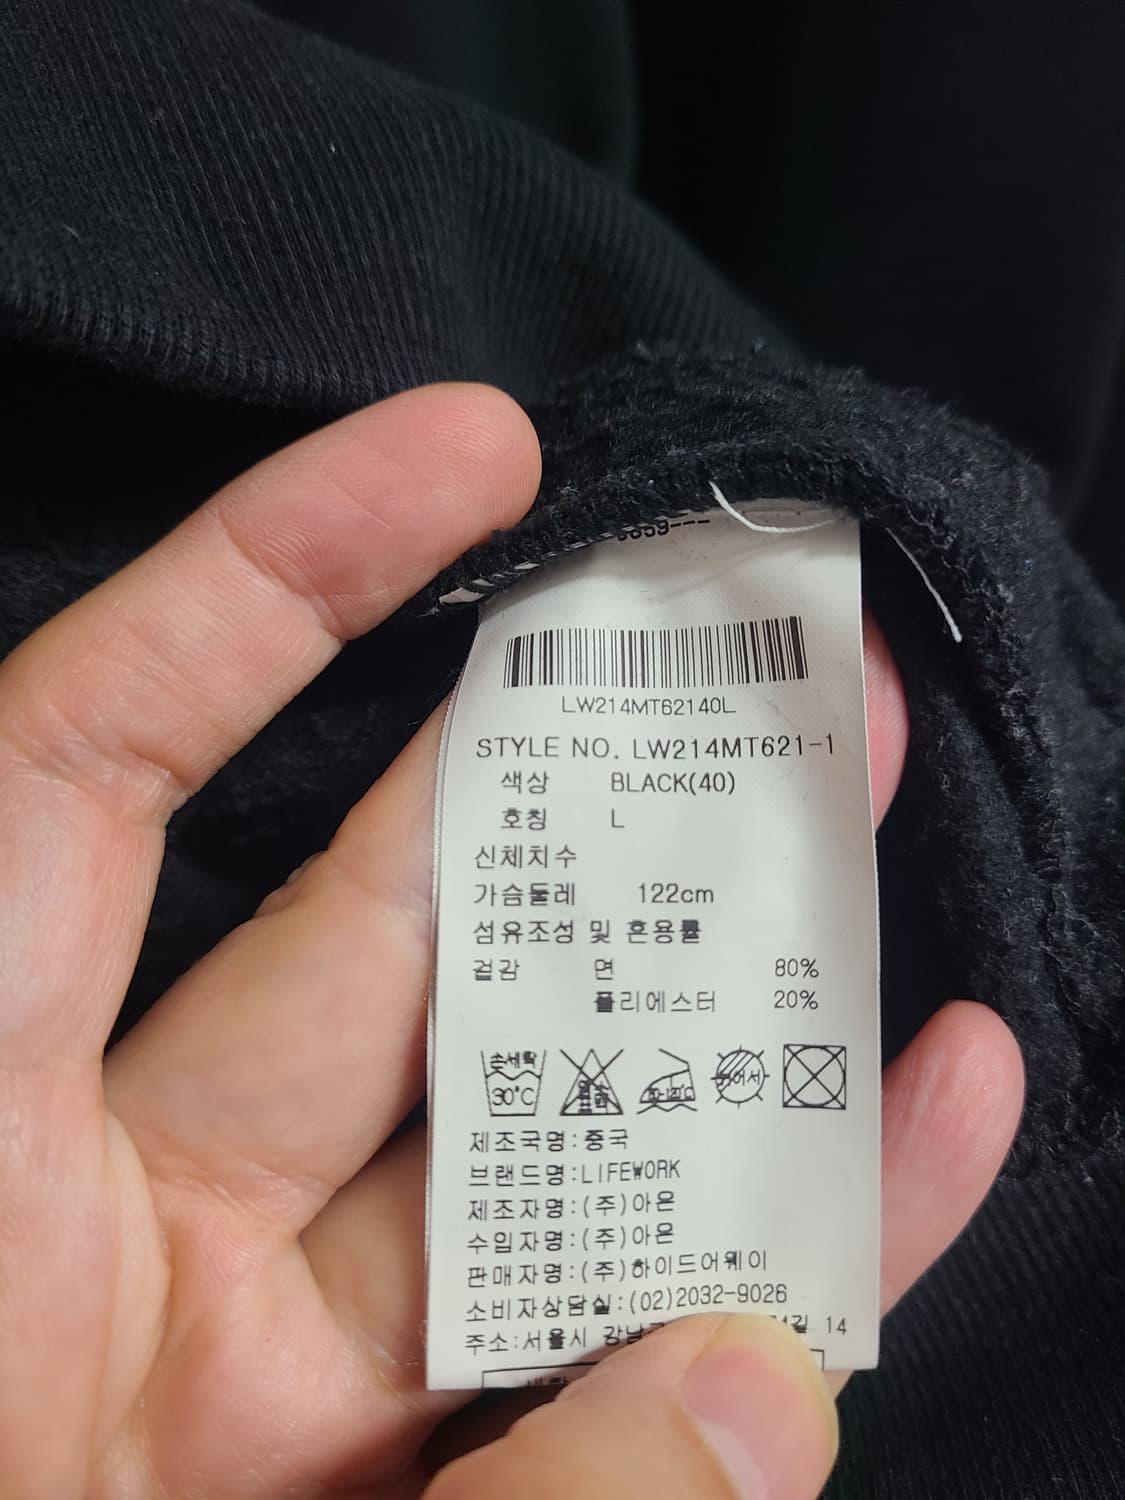 LW214MT62140L
STYLE NO. LW214MT621-1
색상 BLACK(40)
호칭 L
신체치수
가슴둘레 122cm
섬유조성 및 혼용률
겉감 면 80%
폴리에스터 20%
손세탁
30°C
제조국명:중국
브랜드명:LIFEWORK
제조자명:(주)아은
수입자명:(주)아은
판매자명:(주)하이드어웨이
소비자상담실:(02)2032-9026
주소:서울시 14